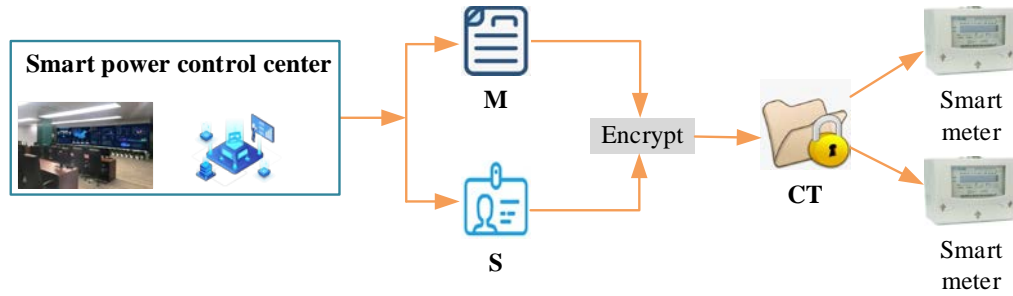 Smart power control center
M
Encrypt
S
CT
Smart
meter
Smart
meter